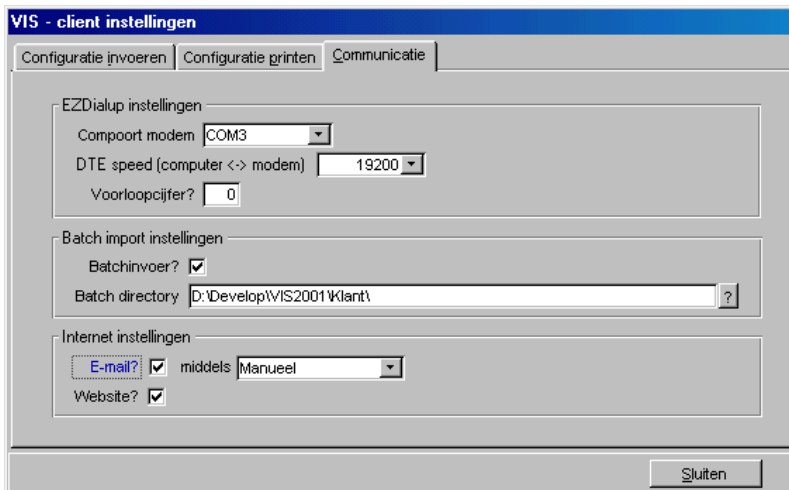 VIS - client instellingen
Configuratie invoeren Configuratie printen Communicatie
EZDialup instellingen
Compoort modem COM3
DTE speed (computer <-> modem) 19200
Voorloopcijfer? 0
Batch import instellingen
Batchinvoer?
Batch directory D:\Develop\VIS2001\Klant\ ?
Internet instellingen
E-mail? middels Manueel
Website?
Sluiten